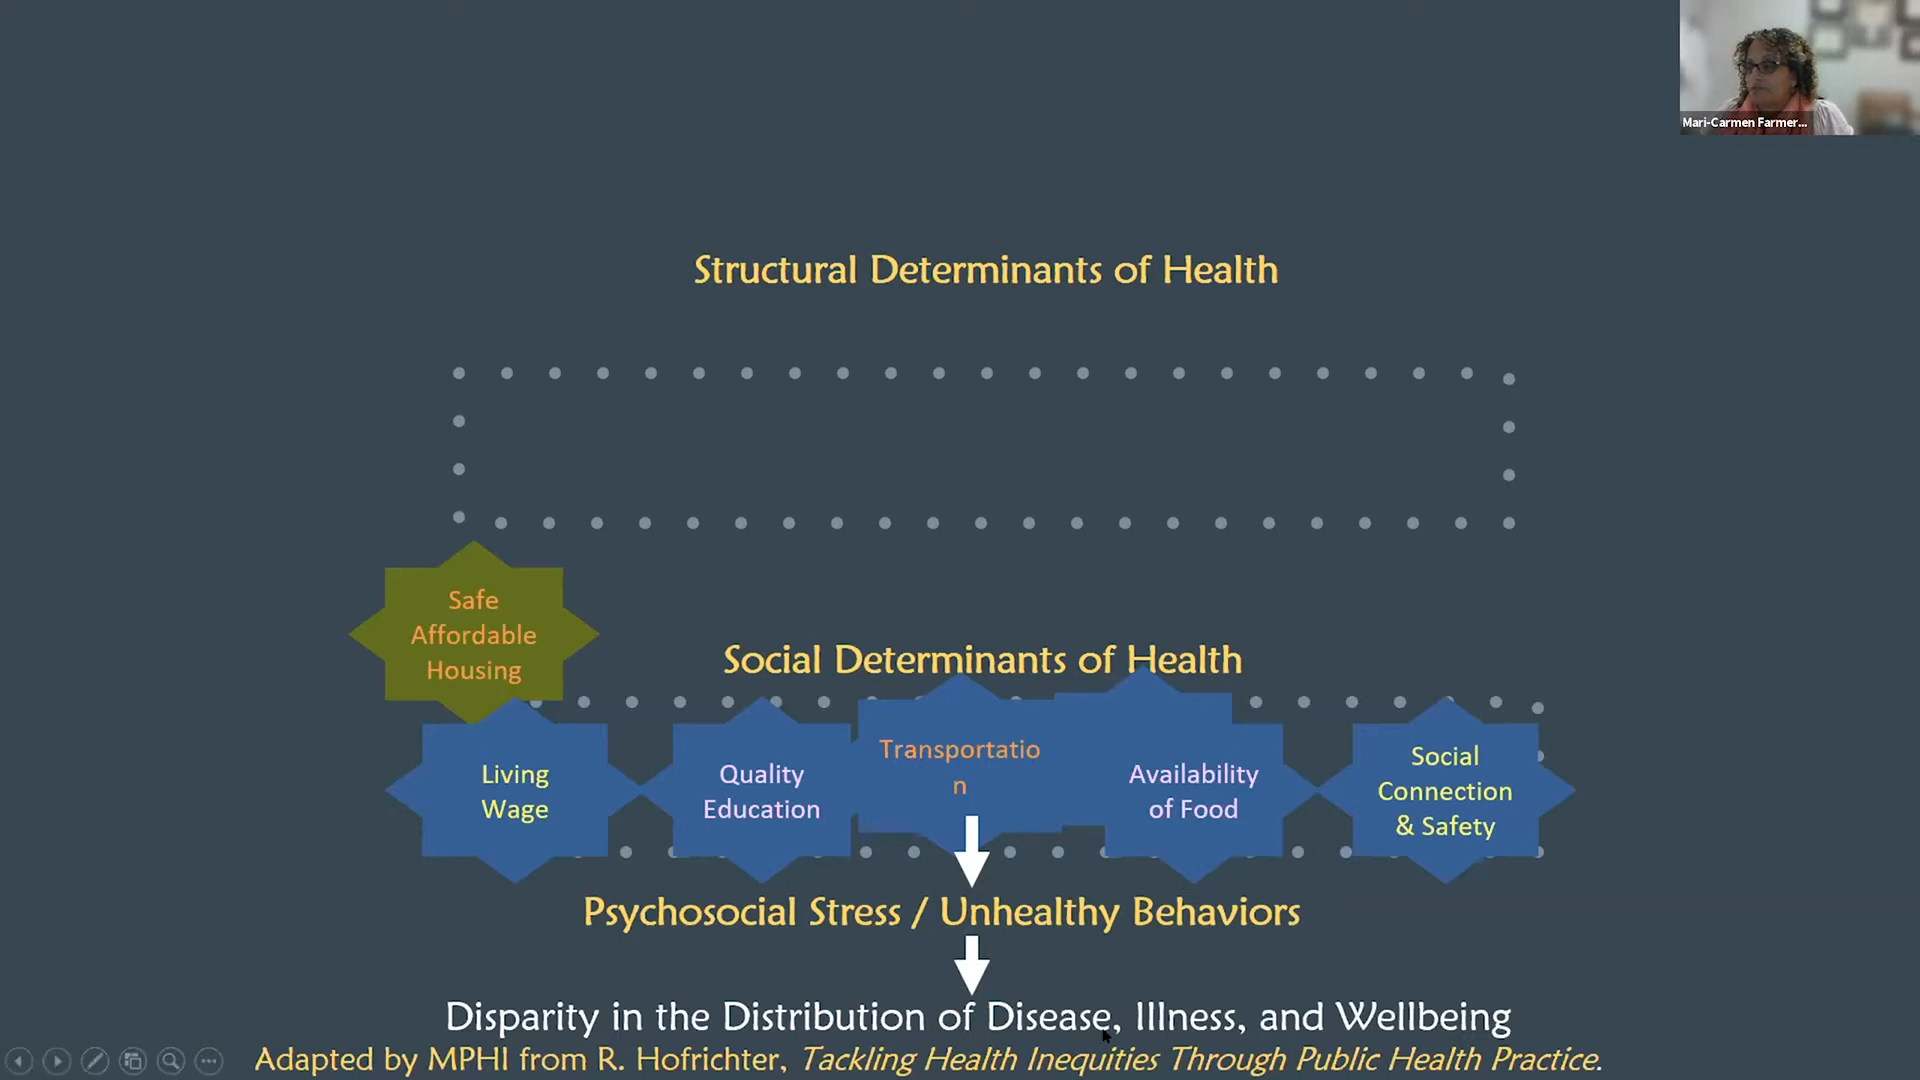 Mari-Carmen Farmer...
Structural Determinants of Health
Safe
Affordable
Housing
Social Determinants of Health
Living
Wage
Quality
Education
Transportatio
n
Availability
of Food
Social
Connection
& Safety
Psychosocial Stress / Unhealthy Behaviors
Disparity in the Distribution of Disease, Illness, and Wellbeing
Adapted by MPHI from R. Hofrichter, Tackling Health Inequities Through Public Health Practice.